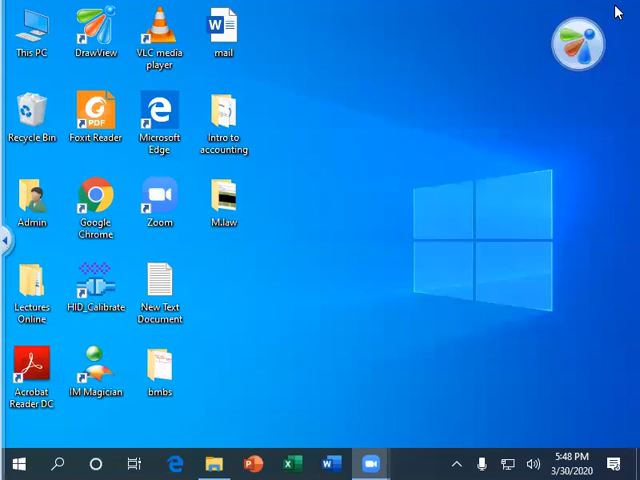 This PC
DrawView
VLC media
player
mail
Recycle Bin
PDF
Foxit Reader
Microsoft
Edge
Intro to
accounting
Admin
Google
Chrome
Zoom
M.law
Lectures
Online
HID_Calibrate
New Text
Document
Acrobat
Reader DC
IM Magician
bmbs
5:48 PM
3/30/2020